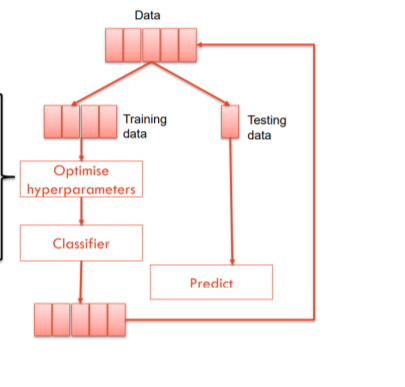 Data
Training
data
Testing
data
Optimise
hyperparameters
Classifier
Predict